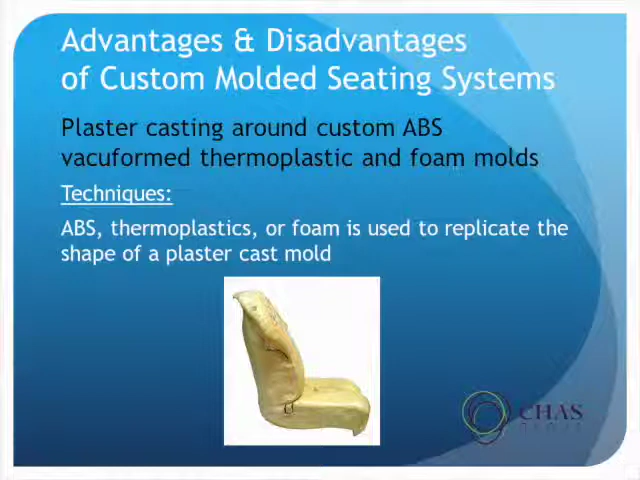 Advantages & Disadvantages
of Custom Molded Seating Systems
Plaster casting around custom ABS
vacuformed thermoplastic and foam molds
Techniques:
ABS, thermoplastics, or foam is used to replicate the
shape of a plaster cast mold
CHAS